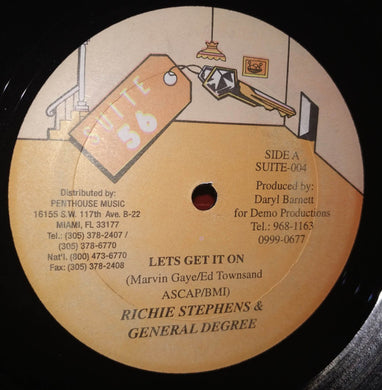 SUITE
56
SIDE A
SUITE-004
Distributed by:
PENTHOUSE MUSIC
16155 S.W. 117th Ave. B-22
MIAMI, FL 33177
Tel.: (305) 378-2407 /
(305) 378-6770
Nat'l. (800) 473-6770
Fax: (305) 378-2408
Produced by:
Daryl Barnett
for Demo Productions
Tel.: 968-1163
0999-0677
LETS GET IT ON
(Marvin Gaye/Ed Townsand
ASCAP/BMI)
RICHIE STEPHENS &
GENERAL DEGREE